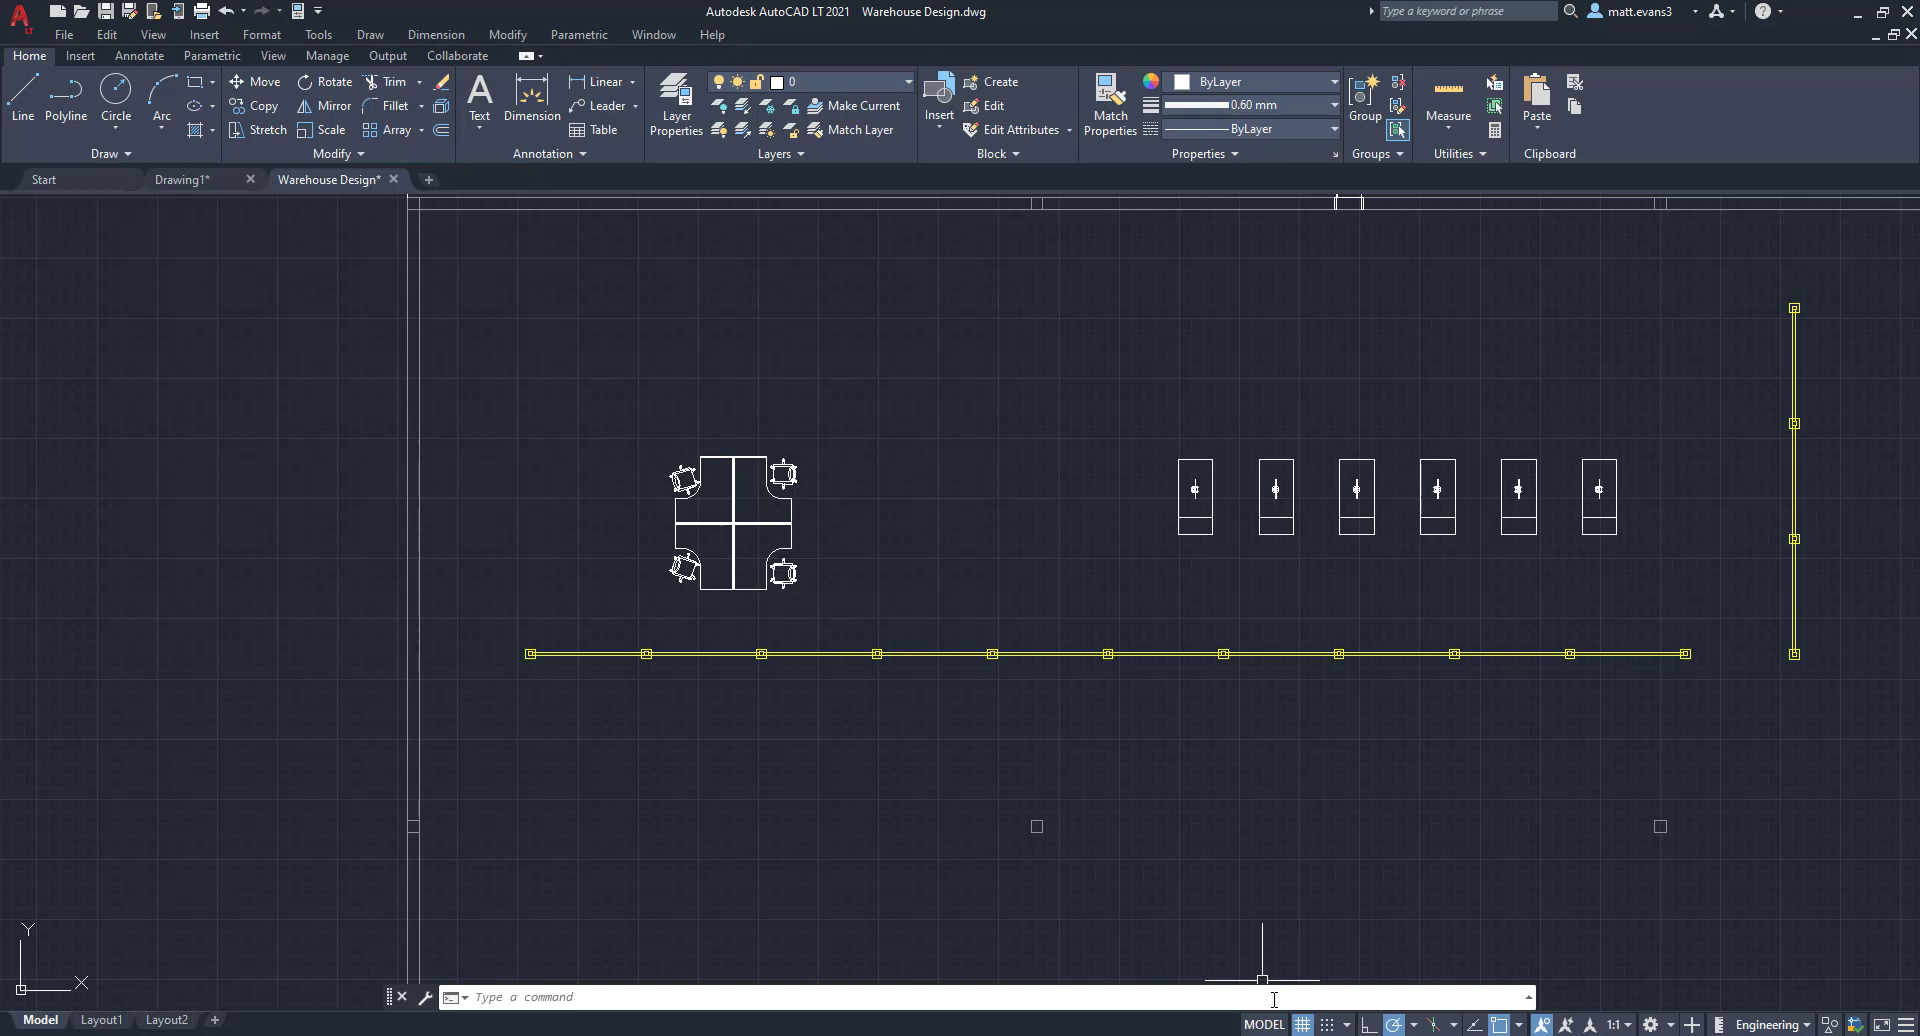 Autodesk AutoCAD LT 2021 Warehouse Design.dwg
Type a keyword or phrase
matt.evans3
LT
File Edit View Insert Format Tools Draw Dimension Modify Parametric Window Help
Home Insert Annotate Parametric View Manage Output Collaborate
Line Polyline Circle Arc
Move Rotate Trim
Copy Mirror Fillet
Stretch Scale Array
Text Dimension
Linear
Leader
Table
Layer
Properties
0
Make Current
Match Layer
Insert
Create
Edit
Edit Attributes
Match
Properties
ByLayer
0.60 mm
ByLayer
Group
Measure
Paste
Draw Modify Annotation Layers Block Properties Groups Utilities Clipboard
Start Drawing1* Warehouse Design*
Y
X
Type a command
Model Layout1 Layout2
MODEL
1:1
Engineering